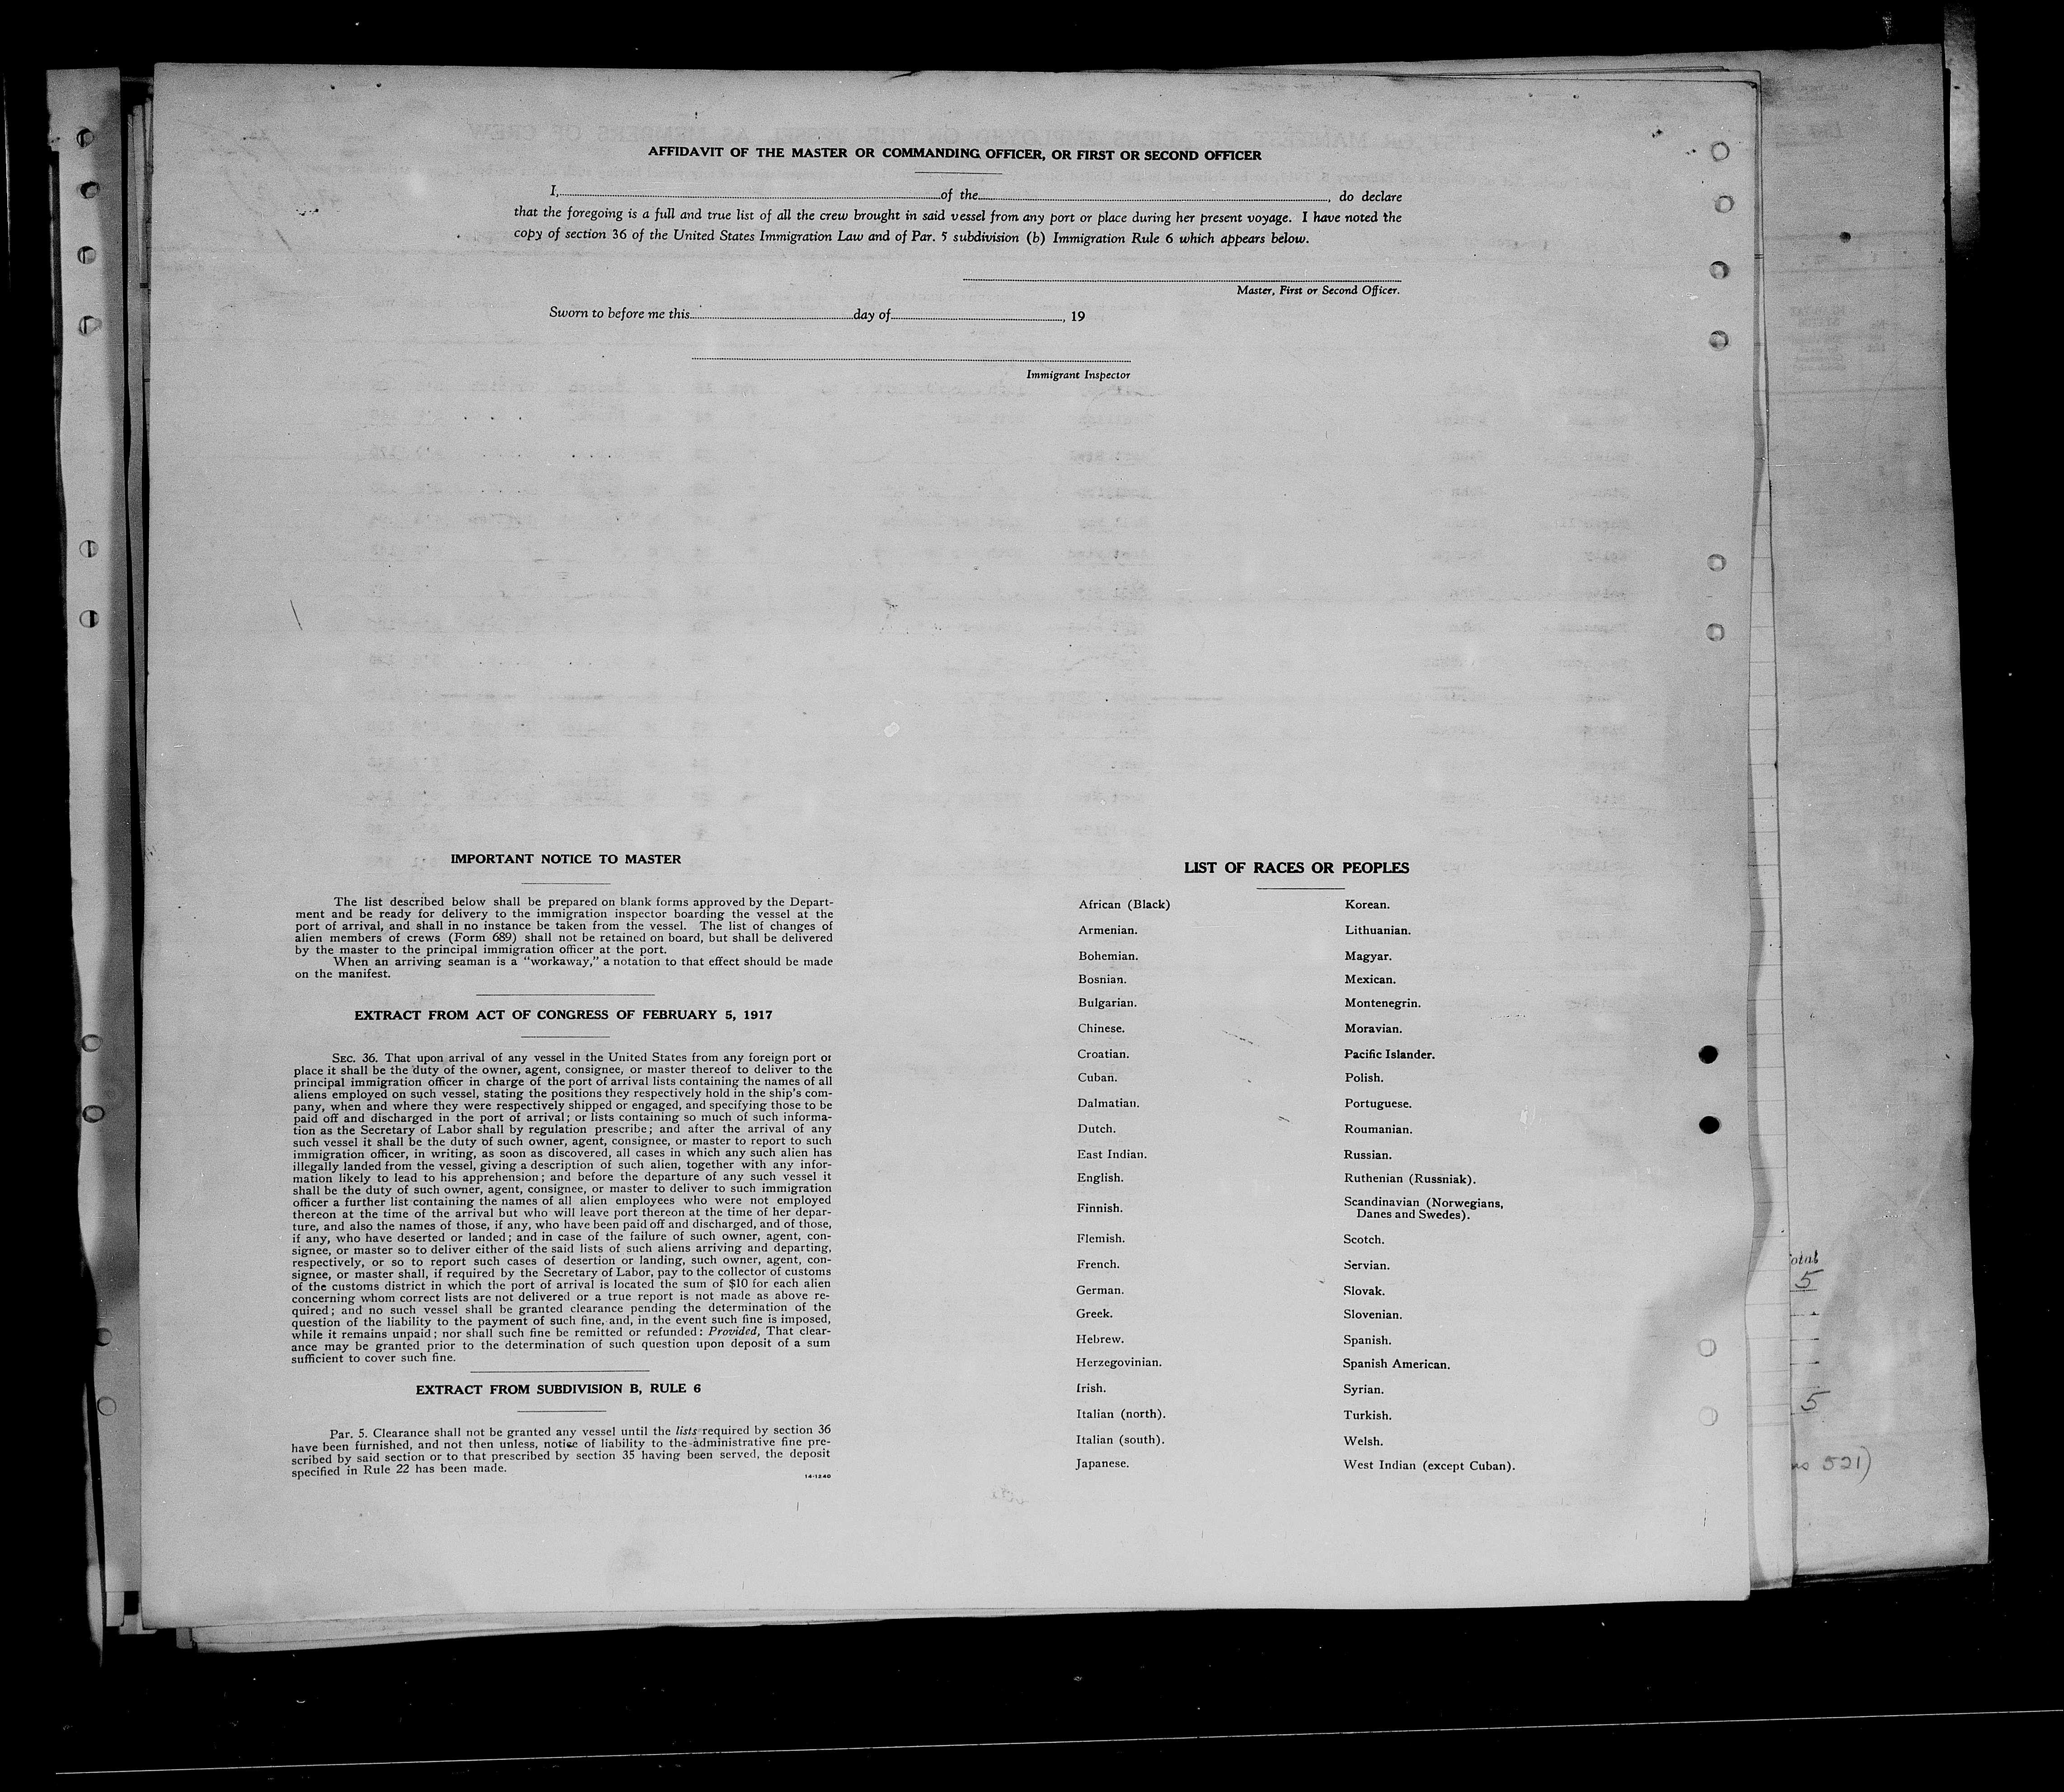 AFFIDAVIT OF THE MASTER OR COMMANDING OFFICER, OR FIRST OR SECOND OFFICER
I, of the , do declare
that the foregoing is a full and true list of all the crew brought in said vessel from any port or place during her present voyage. I have noted the
copy of section 36 of the United States Immigration Law and of Par. 5 subdivision (b) Immigration Rule 6 which appears below.
Master, First or Second Officer.
Sworn to before me this day of , 19
Immigrant Inspector
IMPORTANT NOTICE TO MASTER
The list described below shall be prepared on blank forms approved by the Depart-
ment and be ready for delivery to the immigration inspector boarding the vessel at the
port of arrival, and shall in no instance be taken from the vessel. The list of changes of
alien members of crews (Form 689) shall not be retained on board, but shall be delivered
by the master to the principal immigration officer at the port.
When an arriving seaman is a "workaway," a notation to that effect should be made
on the manifest.
EXTRACT FROM ACT OF CONGRESS OF FEBRUARY 5, 1917
SEC. 36. That upon arrival of any vessel in the United States from any foreign port or
place it shall be the duty of the owner, agent, consignee, or master thereof to deliver to the
principal immigration officer in charge of the port of arrival lists containing the names of all
aliens employed on such vessel, stating the positions they respectively hold in the ship's com-
pany, when and where they were respectively shipped or engaged, and specifying those to be
paid off and discharged in the port of arrival; or lists containing so much of such informa-
tion as the Secretary of Labor shall by regulation prescribe; and after the arrival of any
such vessel it shall be the duty of such owner, agent, consignee, or master to report to such
immigration officer, in writing, as soon as discovered, all cases in which any such alien has
illegally landed from the vessel, giving a description of such alien, together with any infor-
mation likely to lead to his apprehension; and before the departure of any such vessel it
shall be the duty of such owner, agent, consignee, or master to deliver to such immigration
officer a further list containing the names of all alien employees who were not employed
thereon at the time of the arrival but who will leave port thereon at the time of her depar-
ture, and also the names of those, if any, who have been paid off and discharged, and of those,
if any, who have deserted or landed; and in case of the failure of such owner, agent, con-
signee, or master so to deliver either of the said lists of such aliens arriving and departing,
respectively, or so to report such cases of desertion or landing, such owner, agent, con-
signee, or master shall, if required by the Secretary of Labor, pay to the collector of customs
of the customs district in which the port of arrival is located the sum of $10 for each alien
concerning whom correct lists are not delivered or a true report is not made as above re-
quired; and no such vessel shall be granted clearance pending the determination of the
question of the liability to the payment of such fine, and, in the event such fine is imposed,
while it remains unpaid; nor shall such fine be remitted or refunded: Provided, That clear-
ance may be granted prior to the determination of such question upon deposit of a sum
sufficient to cover such fine.
EXTRACT FROM SUBDIVISION B, RULE 6
Par. 5. Clearance shall not be granted any vessel until the lists required by section 36
have been furnished, and not then unless, notice of liability to the administrative fine pre-
scribed by said section or to that prescribed by section 35 having been served, the deposit
specified in Rule 22 has been made.
14-1240
LIST OF RACES OR PEOPLES
African (Black)
Armenian.
Bohemian.
Bosnian.
Bulgarian.
Chinese.
Croatian.
Cuban.
Dalmatian.
Dutch.
East Indian.
English.
Finnish.
Flemish.
French.
German.
Greek.
Hebrew.
Herzegovinian.
Irish.
Italian (north).
Italian (south).
Japanese.
Korean.
Lithuanian.
Magyar.
Mexican.
Montenegrin.
Moravian.
Pacific Islander.
Polish.
Portuguese.
Roumanian.
Russian.
Ruthenian (Russniak).
Scandinavian (Norwegians,
Danes and Swedes).
Scotch.
Servian.
Slovak.
Slovenian.
Spanish.
Spanish American.
Syrian.
Turkish.
Welsh.
West Indian (except Cuban).
5
5
521)